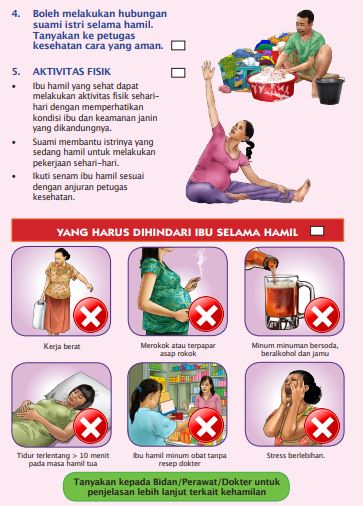 4. Boleh melakukan hubungan
suami istri selama hamil.
Tanyakan ke petugas
kesehatan cara yang aman.
5. AKTIVITAS FISIK
• Ibu hamil yang sehat dapat
melakukan aktivitas fisik sehari-
hari dengan memperhatikan
kondisi ibu dan keamanan janin
yang dikandungnya.
• Suami membantu istrinya yang
sedang hamil untuk melakukan
pekerjaan sehari-hari.
• Ikuti senam ibu hamil sesuai
dengan anjuran petugas
kesehatan.
YANG HARUS DIHINDARI IBU SELAMA HAMIL
Kerja berat
Merokok atau terpapar
asap rokok
Minum minuman bersoda,
beralkohol dan jamu
Tidur terlentang > 10 menit
pada masa hamil tua
Ibu hamil minum obat tanpa
resep dokter
Stress berlebihan.
Tanyakan kepada Bidan/Perawat/Dokter untuk
penjelasan lebih lanjut terkait kehamilan